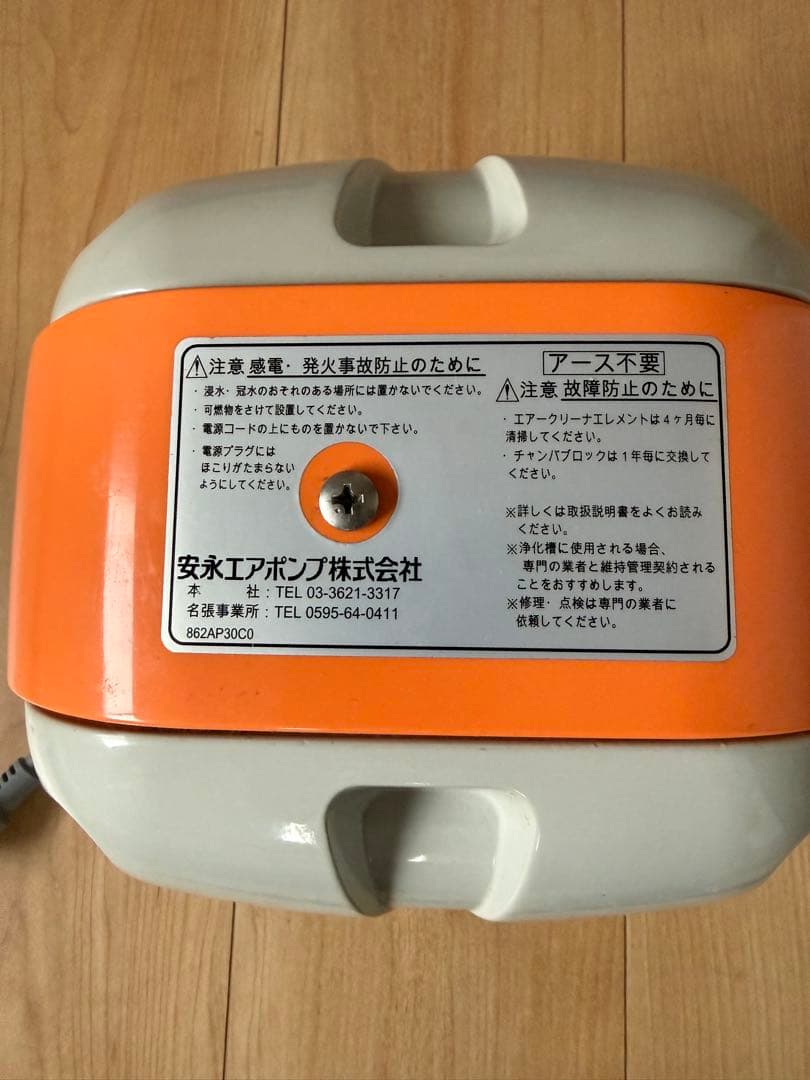 ⚠注意 感電・発火事故防止のために
・浸水・冠水のおそれのある場所には置かないでください。
・可燃物をさけて設置してください。
・電源コードの上にものを置かないで下さい。
・電源プラグには
ほこりがたまらない
ようにしてください。
安永エアポンプ株式会社
本　　社：TEL 03-3621-3317
名張事業所：TEL 0595-64-0411
862AP30C0
アース不要
⚠注意 故障防止のために
・エアークリーナエレメントは4ヶ月毎に
清掃してください。
・チャンバブロックは1年毎に交換して
ください。
※詳しくは取扱説明書をよくお読み
ください。
※浄化槽に使用される場合、
専門の業者と維持管理契約される
ことをおすすめします。
※修理・点検は専門の業者に
依頼してください。